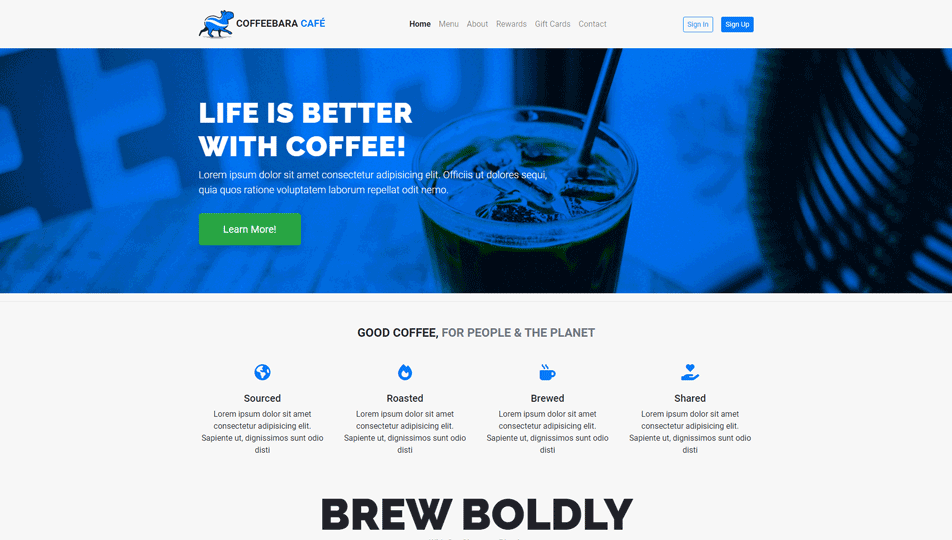 COFFEEBARA CAFÉ
Home Menu About Rewards Gift Cards Contact
Sign In Sign Up
LIFE IS BETTER
WITH COFFEE!
Lorem ipsum dolor sit amet consectetur adipisicing elit. Officiis ut dolores sequi,
quia quos ratione voluptatem laborum repellat odit nemo.
Learn More!
GOOD COFFEE, FOR PEOPLE & THE PLANET
Sourced
Lorem ipsum dolor sit amet
consectetur adipisicing elit.
Sapiente ut, dignissimos sunt odio
disti
Roasted
Lorem ipsum dolor sit amet
consectetur adipisicing elit.
Sapiente ut, dignissimos sunt odio
disti
Brewed
Lorem ipsum dolor sit amet
consectetur adipisicing elit.
Sapiente ut, dignissimos sunt odio
disti
Shared
Lorem ipsum dolor sit amet
consectetur adipisicing elit.
Sapiente ut, dignissimos sunt odio
disti
BREW BOLDLY